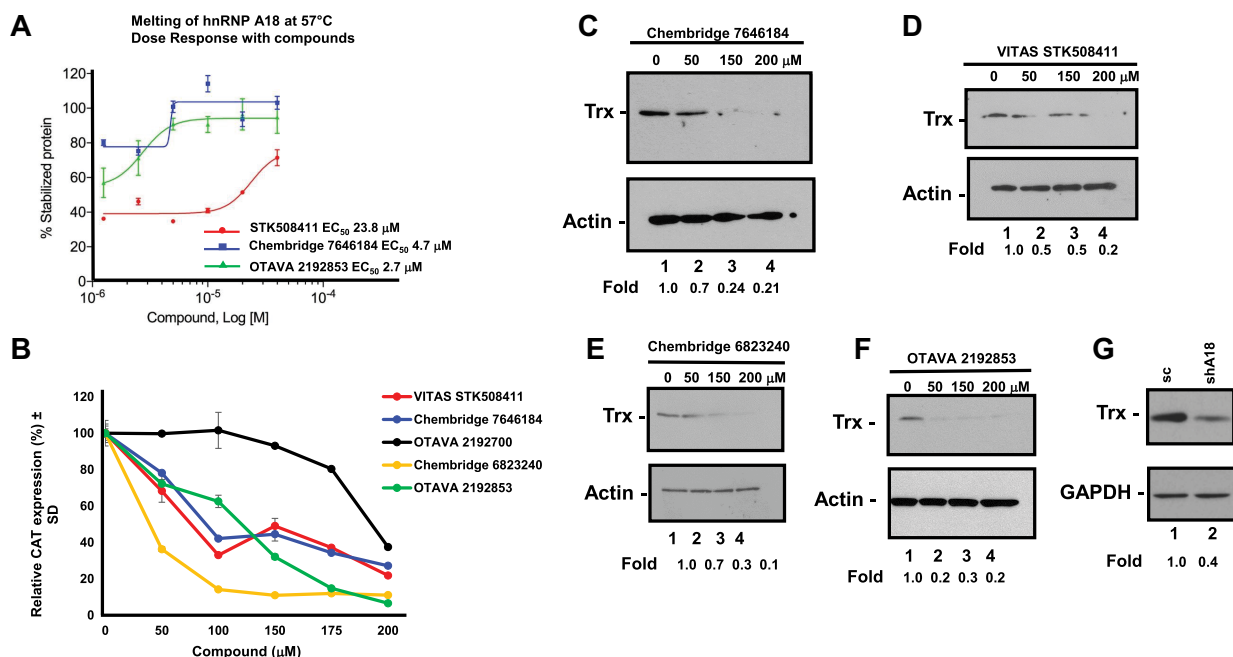 A
Melting of hnRNP A18 at 57°C
Dose Response with compounds
% Stabilized protein
120
100
80
60
40
20
0
STK508411 EC50 23.8 μM
Chembridge 7646184 EC50 4.7 μM
OTAVA 2192853 EC50 2.7 μM
10-6
10-5
10-4
Compound, Log [M]
B
Relative CAT expression (%) ±
SD
120
100
80
60
40
20
0
0 50 100 150 175 200
Compound (μM)
VITAS STK508411
Chembridge 7646184
OTAVA 2192700
Chembridge 6823240
OTAVA 2192853
C
Chembridge 7646184
0 50 150 200 μM
Trx -
Actin -
1 2 3 4
Fold 1.0 0.7 0.24 0.21
D
VITAS STK508411
0 50 150 200 μM
Trx -
Actin -
1 2 3 4
Fold 1.0 0.5 0.5 0.2
E
Chembridge 6823240
0 50 150 200 μM
Trx -
Actin -
1 2 3 4
Fold 1.0 0.7 0.3 0.1
F
OTAVA 2192853
0 50 150 200 μM
Trx -
Actin -
1 2 3 4
Fold 1.0 0.2 0.3 0.2
G
sc shA18
Trx -
GAPDH -
1 2
Fold 1.0 0.4